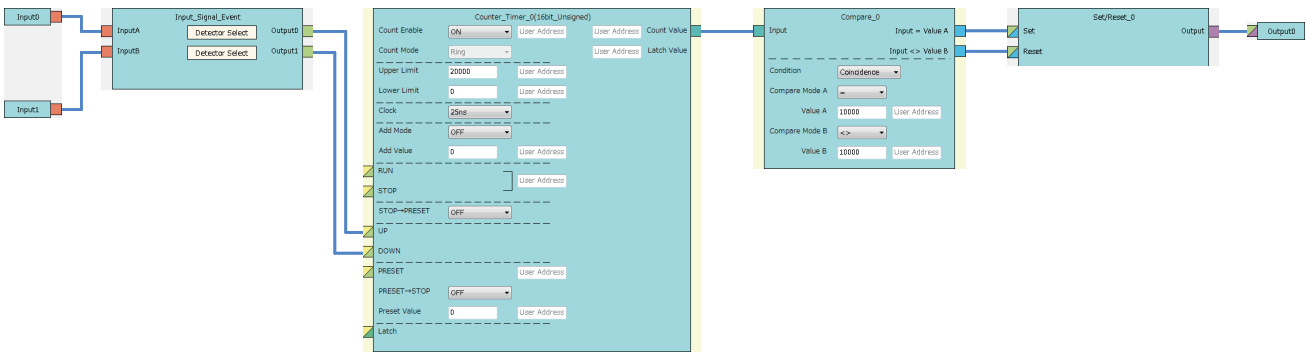 Input0
Input1
Input_Signal_Event
InputA Detector Select Output0
InputB Detector Select Output1
Counter_Timer_0(16bit_Unsigned)
Count Enable ON User Address User Address Count Value
Count Mode Ring User Address Latch Value
Upper Limit 20000 User Address
Lower Limit 0 User Address
Clock 25ns
Add Mode OFF
Add Value 0 User Address
RUN
User Address
STOP
STOP→PRESET OFF
UP
DOWN
PRESET User Address
PRESET→STOP OFF
Preset Value 0 User Address
Latch
Compare_0
Input Input = Value A
Input <> Value B
Condition Coincidence
Compare Mode A =
Value A 10000 User Address
Compare Mode B <>
Value B 10000 User Address
Set/Reset_0
Set Output
Reset
Output0